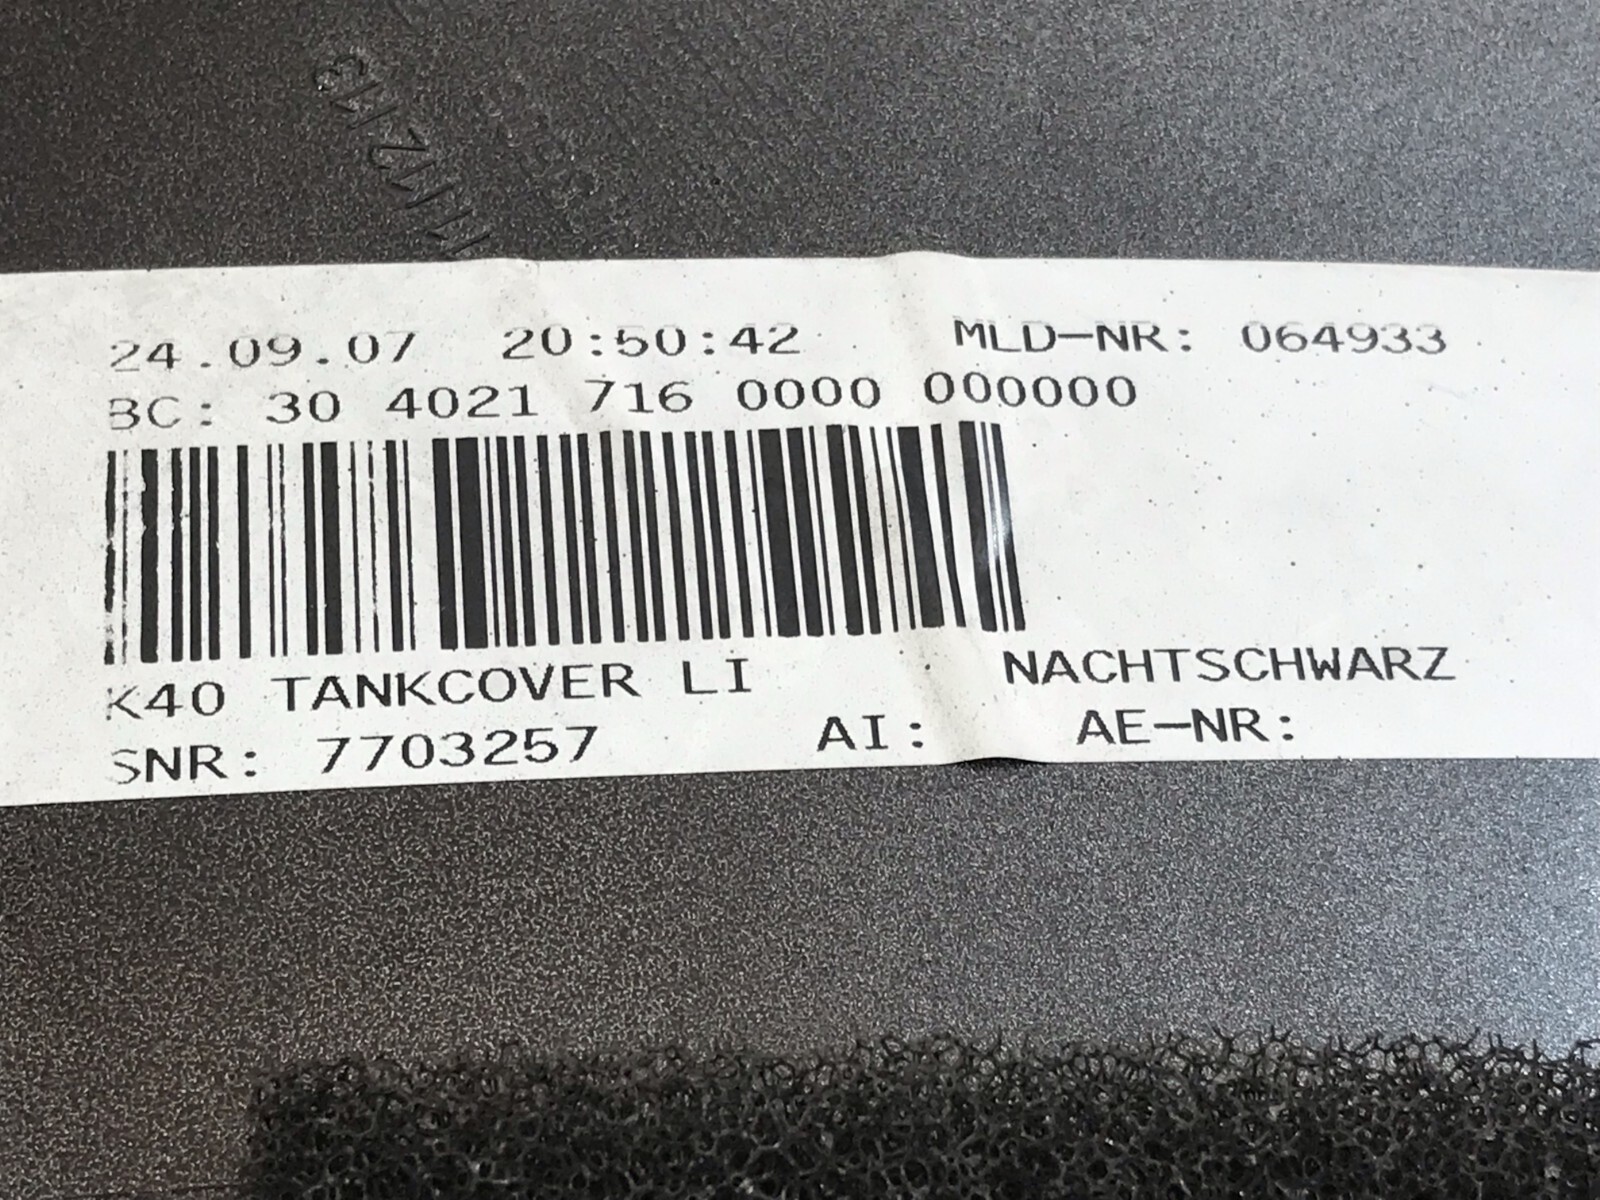 24.09.07 20:50:42 MLD-NR: 064933
BC: 30 4021 716 0000 000000
K40 TANKCOVER LI NACHTSCHWARZ
SNR: 7703257 AI: AE-NR: